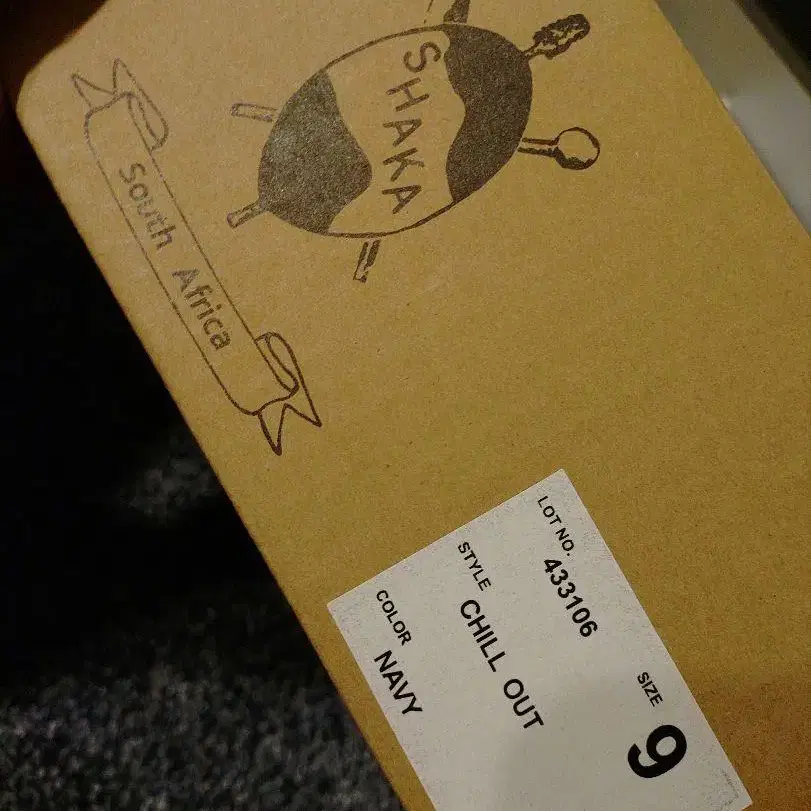 SHAKA
South Africa
LOT NO. 433106
STYLE CHILL OUT
COLOR NAVY
SIZE 9